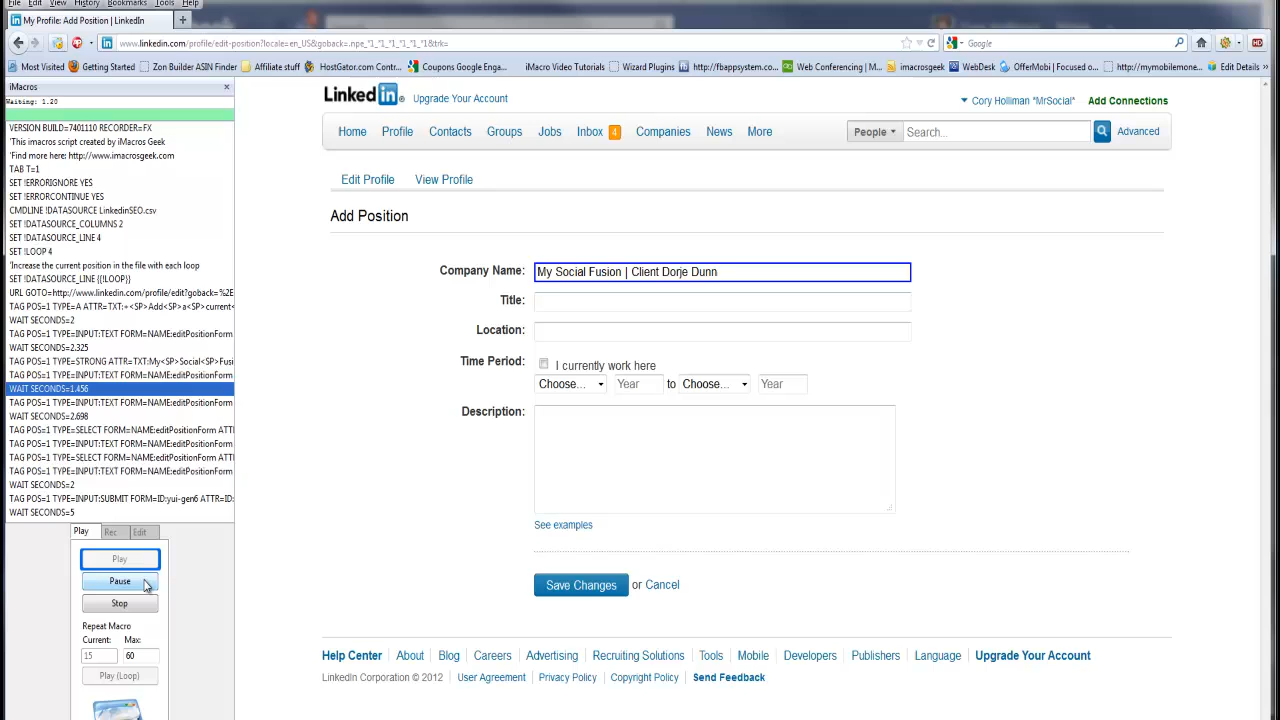 File Edit View History Bookmarks Tools Help
My Profile: Add Position | LinkedIn
www.linkedin.com/profile/edit-position?locale=en_US&goback=.npe_*1_*1_*1_*1_*1_*1&trk=
Google
Most Visited Getting Started Zon Builder ASIN Finder Affiliate stuff HostGator.com Contr... Coupons Google Enga... iMacro Video Tutorials Wizard Plugins http://fbappsystem.co... Web Conferencing | M... imacrosgeek WebDesk OfferMobi | Focused o... http://mymobilemone... Edit Details
iMacros
Waiting: 1.20
VERSION BUILD=7401110 RECORDER=FX
'This imacros script created by iMacros Geek
'Find more here: http://www.imacrosgeek.com
TAB T=1
SET !ERRORIGNORE YES
SET !ERRORCONTINUE YES
CMDLINE !DATASOURCE LinkedinSEO.csv
SET !DATASOURCE_COLUMNS 2
SET !DATASOURCE_LINE 4
SET !LOOP 4
'Increase the current position in the file with each loop
SET !DATASOURCE_LINE {{!LOOP}}
URL GOTO=http://www.linkedin.com/profile/edit?goback=%2E
TAG POS=1 TYPE=A ATTR=TXT:+<SP>Add<SP>a<SP>current<
WAIT SECONDS=2
TAG POS=1 TYPE=INPUT:TEXT FORM=NAME:editPositionForm
WAIT SECONDS=2.325
TAG POS=1 TYPE=STRONG ATTR=TXT:My<SP>Social<SP>Fusi
TAG POS=1 TYPE=INPUT:TEXT FORM=NAME:editPositionForm
WAIT SECONDS=1.456
TAG POS=1 TYPE=INPUT:TEXT FORM=NAME:editPositionForm
WAIT SECONDS=2.698
TAG POS=1 TYPE=SELECT FORM=NAME:editPositionForm ATT
TAG POS=1 TYPE=INPUT:TEXT FORM=NAME:editPositionForm
TAG POS=1 TYPE=SELECT FORM=NAME:editPositionForm ATT
TAG POS=1 TYPE=INPUT:TEXT FORM=NAME:editPositionForm
WAIT SECONDS=2
TAG POS=1 TYPE=INPUT:SUBMIT FORM=ID:yui-gen6 ATTR=ID:
WAIT SECONDS=5
Play Rec Edit
Play
Pause
Stop
Repeat Macro
Current: Max:
15 60
Play (Loop)
Linked in Upgrade Your Account
Cory Holliman "MrSocial" Add Connections
Home Profile Contacts Groups Jobs Inbox 4 Companies News More People Search... Advanced
Edit Profile View Profile
Add Position
Company Name: My Social Fusion | Client Dorje Dunn
Title:
Location:
Time Period: I currently work here
Choose... Year to Choose... Year
Description:
See examples
Save Changes or Cancel
Help Center About Blog Careers Advertising Recruiting Solutions Tools Mobile Developers Publishers Language Upgrade Your Account
LinkedIn Corporation © 2012 User Agreement Privacy Policy Copyright Policy Send Feedback